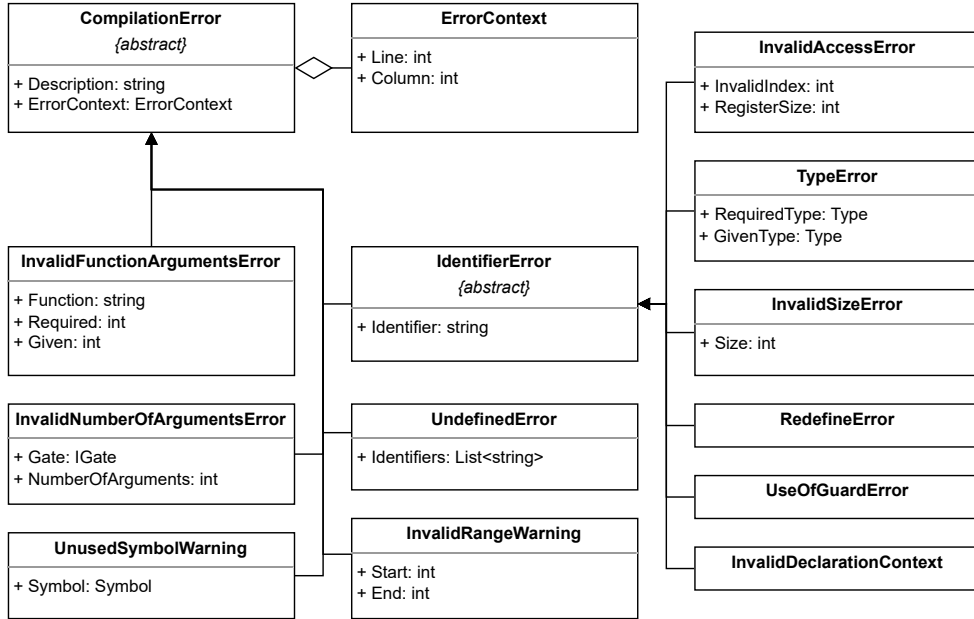 CompilationError
{abstract}
+ Description: string
+ ErrorContext: ErrorContext
ErrorContext
+ Line: int
+ Column: int
InvalidAccessError
+ InvalidIndex: int
+ RegisterSize: int
TypeError
+ RequiredType: Type
+ GivenType: Type
InvalidFunctionArgumentsError
+ Function: string
+ Required: int
+ Given: int
IdentifierError
{abstract}
+ Identifier: string
InvalidSizeError
+ Size: int
InvalidNumberOfArgumentsError
+ Gate: IGate
+ NumberOfArguments: int
UndefinedError
+ Identifiers: List<string>
RedefineError
UseOfGuardError
UnusedSymbolWarning
+ Symbol: Symbol
InvalidRangeWarning
+ Start: int
+ End: int
InvalidDeclarationContext